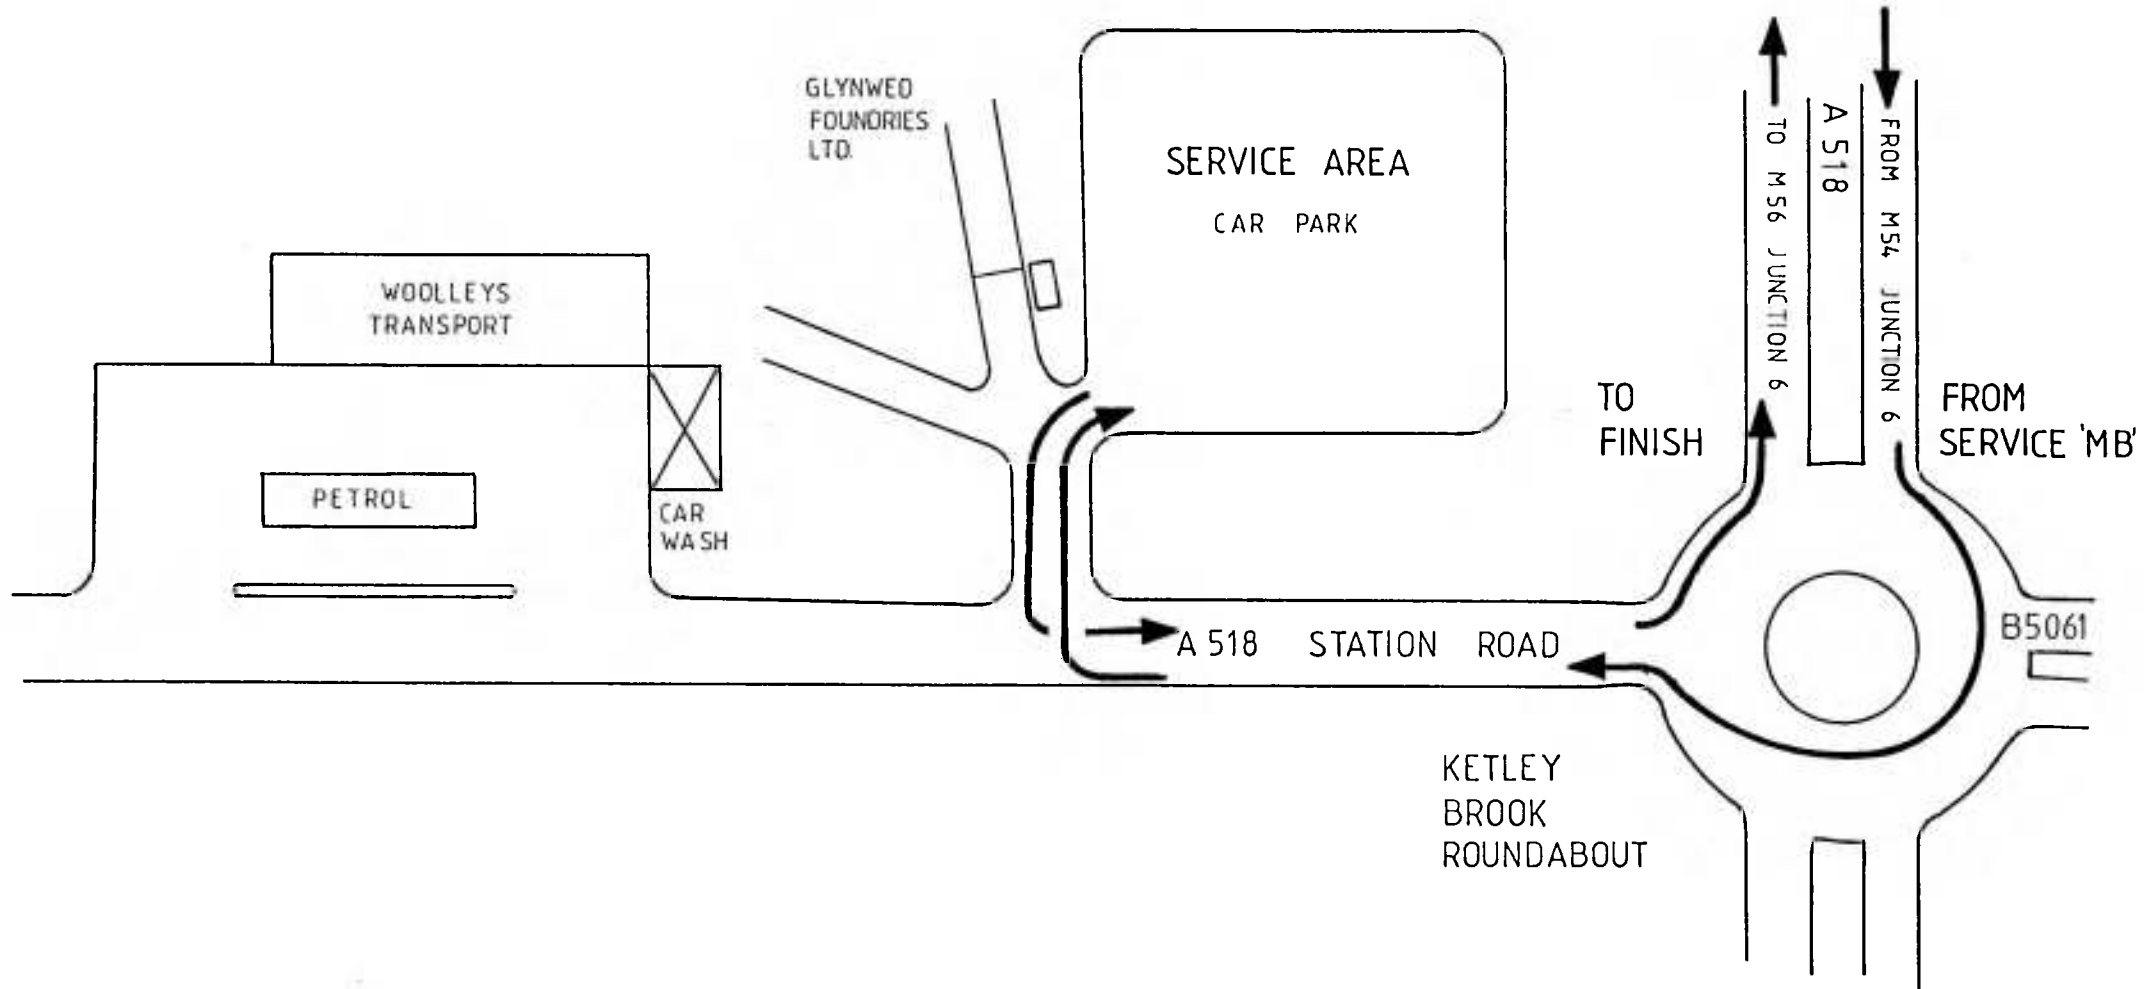 GLYNWED
FOUNDRIES
LTD.
SERVICE AREA
CAR PARK
WOOLLEYS
TRANSPORT
PETROL
CAR
WASH
TO M56 JUNCTION 6
A 518
FROM M54 JUNCTION 6
TO
FINISH
FROM
SERVICE 'MB'
B5061
A 518 STATION ROAD
KETLEY
BROOK
ROUNDABOUT